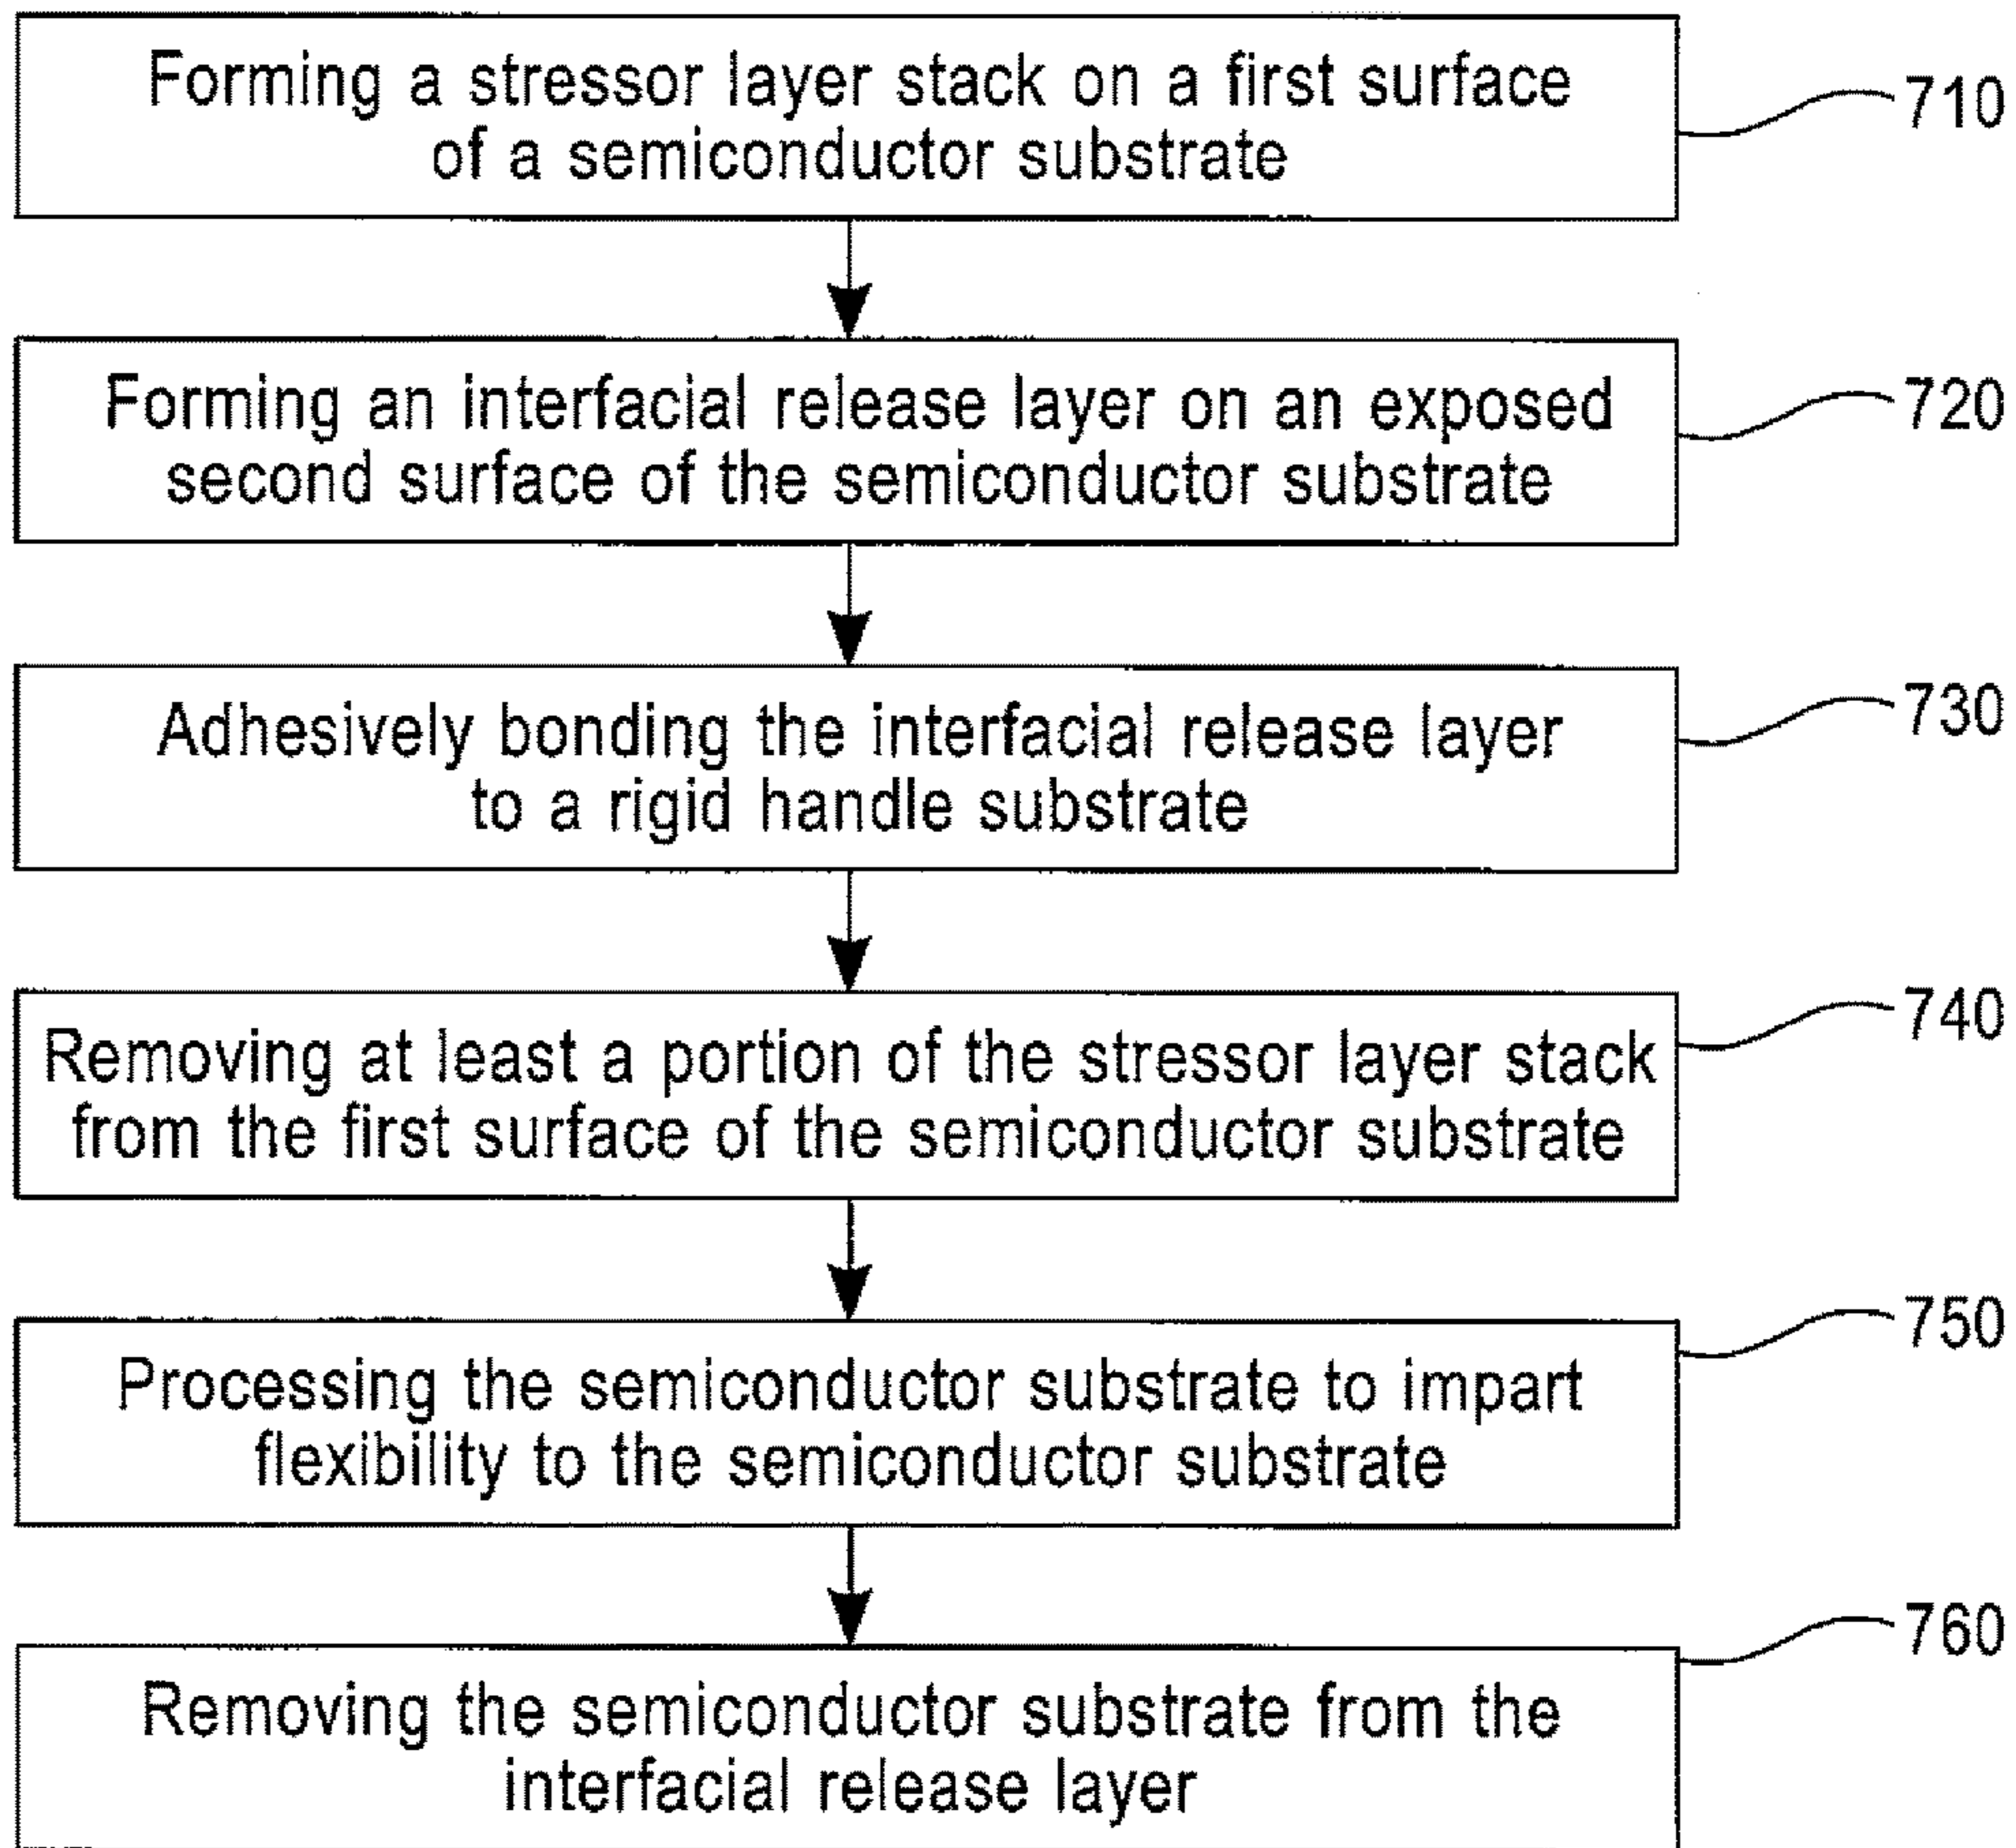 Forming a stressor layer stack on a first surface
of a semiconductor substrate
710
Forming an interfacial release layer on an exposed
second surface of the semiconductor substrate
720
Adhesively bonding the interfacial release layer
to a rigid handle substrate
730
Removing at least a portion of the stressor layer stack
from the first surface of the semiconductor substrate
740
Processing the semiconductor substrate to impart
flexibility to the semiconductor substrate
750
Removing the semiconductor substrate from the
interfacial release layer
760